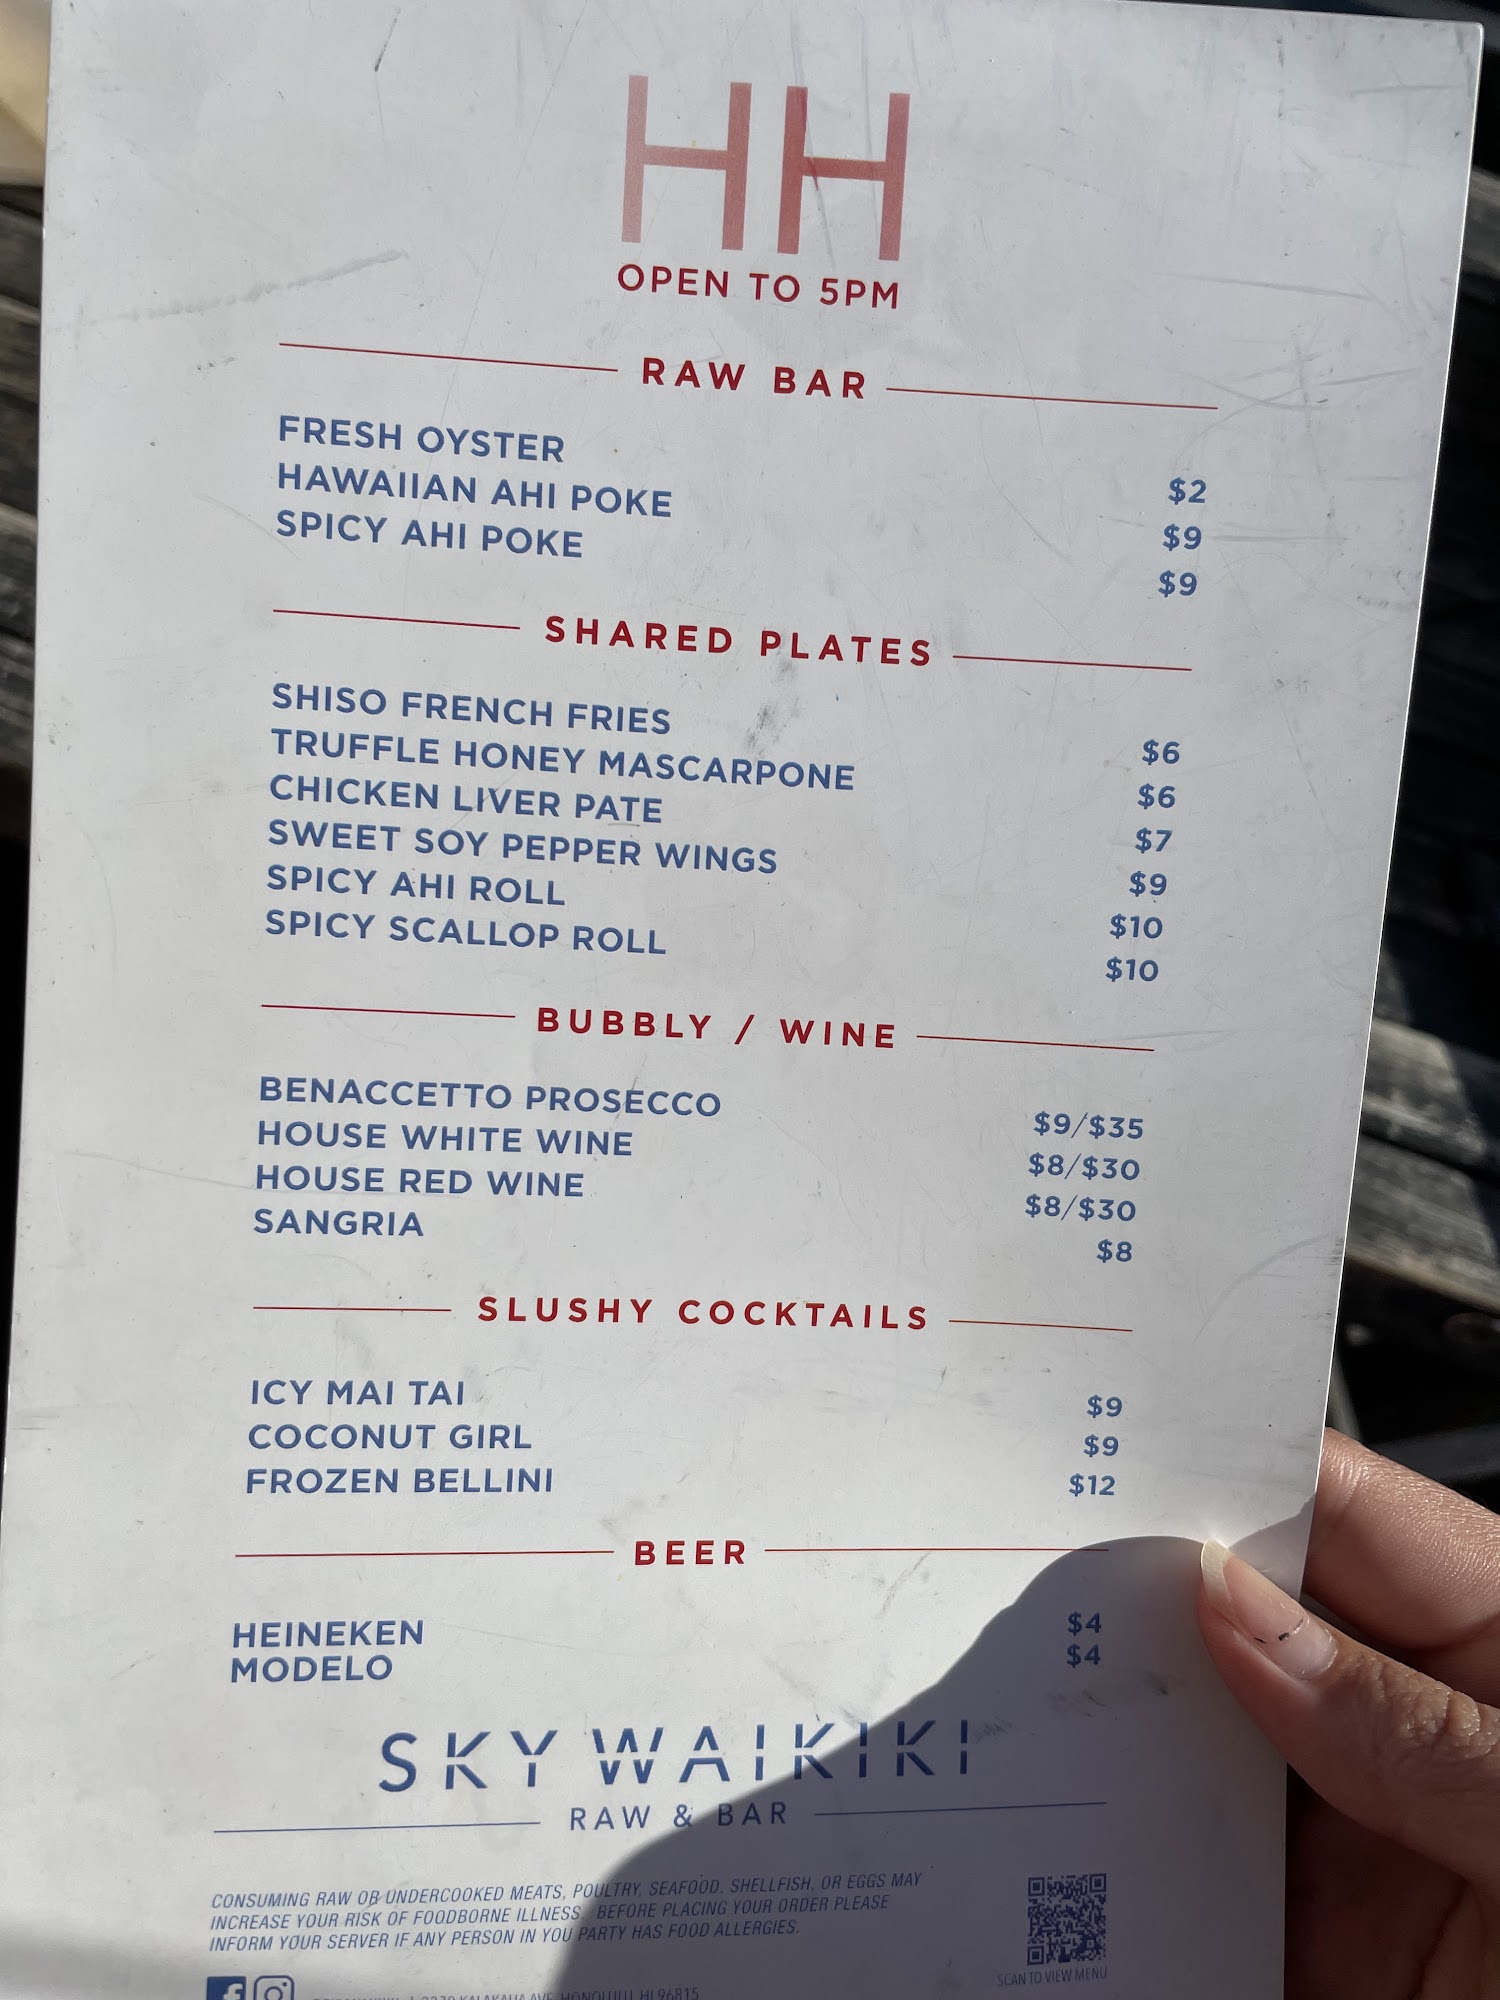 HH
OPEN TO 5PM
RAW BAR
FRESH OYSTER $2
HAWAIIAN AHI POKE $9
SPICY AHI POKE $9
SHARED PLATES
SHISO FRENCH FRIES $6
TRUFFLE HONEY MASCARPONE $6
CHICKEN LIVER PATE $7
SWEET SOY PEPPER WINGS $9
SPICY AHI ROLL $10
SPICY SCALLOP ROLL $10
BUBBLY / WINE
BENACCETTO PROSECCO $9/$35
HOUSE WHITE WINE $8/$30
HOUSE RED WINE $8/$30
SANGRIA $8
SLUSHY COCKTAILS
ICY MAI TAI $9
COCONUT GIRL $9
FROZEN BELLINI $12
BEER
HEINEKEN $4
MODELO $4
SKY WAIKIKI
RAW & BAR
CONSUMING RAW OR UNDERCOOKED MEATS, POULTRY, SEAFOOD, SHELLFISH, OR EGGS MAY
INCREASE YOUR RISK OF FOODBORNE ILLNESS. BEFORE PLACING YOUR ORDER PLEASE
INFORM YOUR SERVER IF ANY PERSON IN YOU PARTY HAS FOOD ALLERGIES.
SCAN TO VIEW MENU
2270 KALAKAUA AVE, HONOLULU, HI 96815